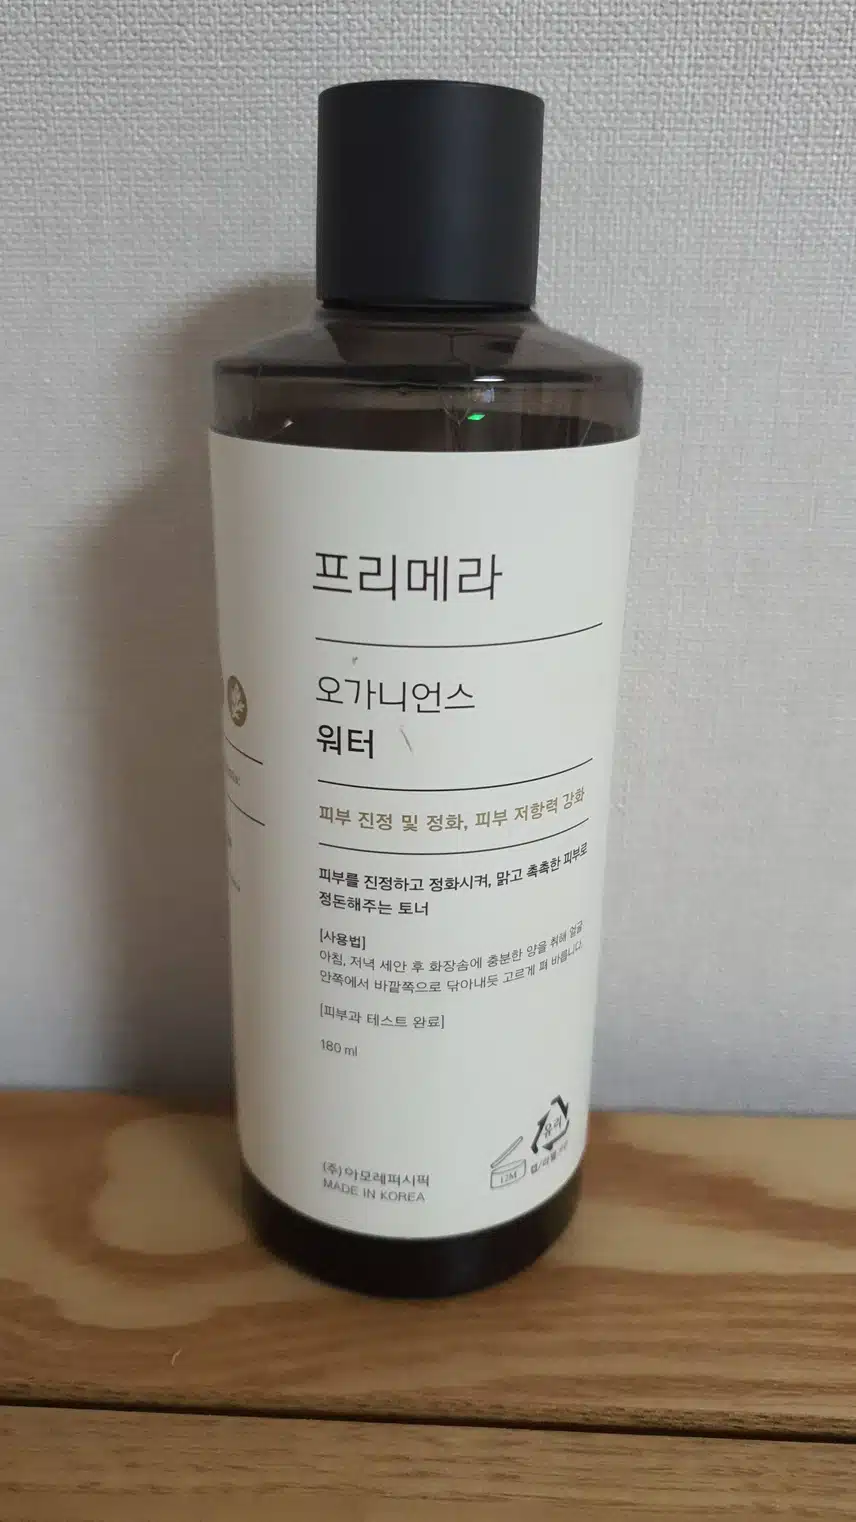 프리메라
오가니언스
워터
피부 진정 및 정화, 피부 저항력 강화
피부를 진정하고 정화시켜, 맑고 촉촉한 피부로
정돈해주는 토너
[사용법]
아침, 저녁 세안 후 화장솜에 충분한 양을 취해 얼굴
안쪽에서 바깥쪽으로 닦아내듯 고르게 펴 바릅니다.
[피부과 테스트 완료]
180 ml
유리
12M
(주)아모레퍼시픽
MADE IN KOREA